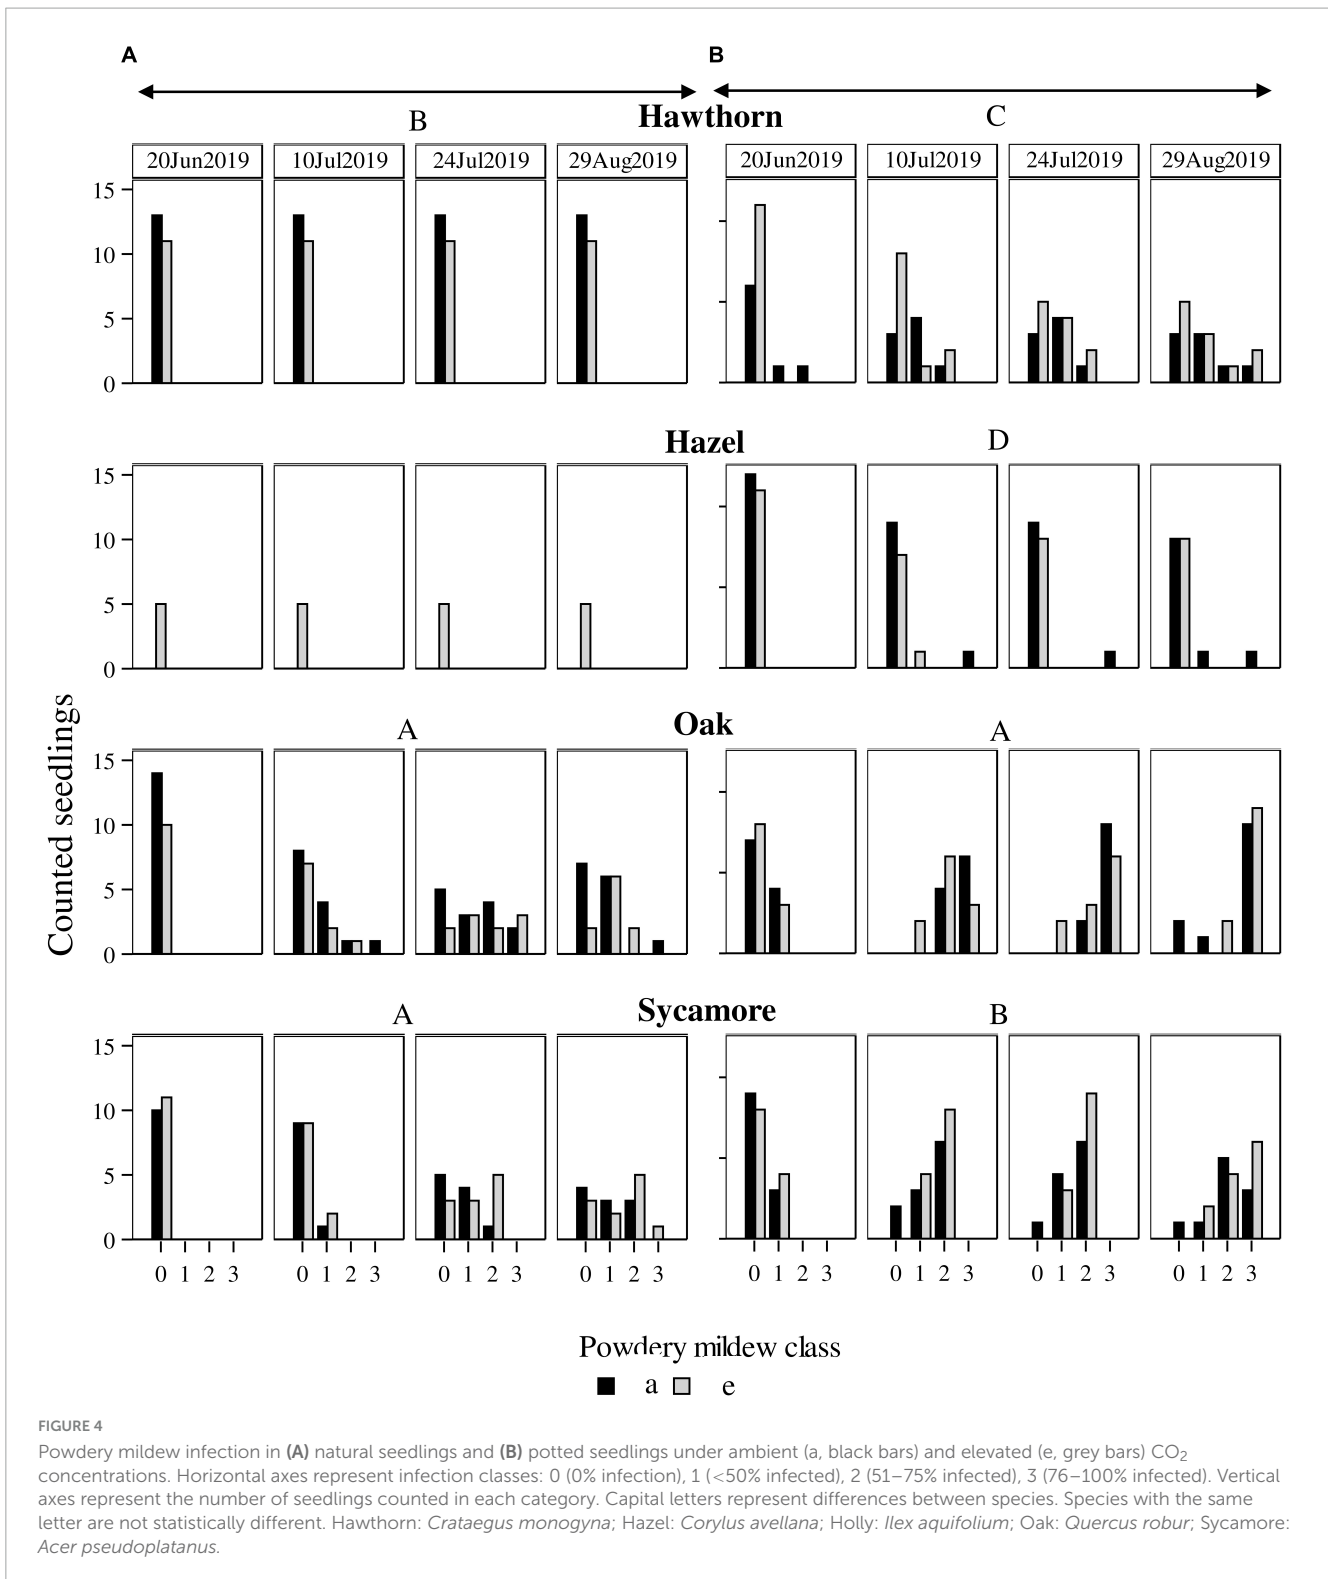 A B
Hawthorn
B C
20Jun2019 10Jul2019 24Jul2019 29Aug2019 20Jun2019 10Jul2019 24Jul2019 29Aug2019
15
10
5
0
Hazel D
15
10
5
0
A Oak A
15
10
5
0
A Sycamore B
15
10
5
0
Counted seedlings
0 1 2 3 0 1 2 3 0 1 2 3 0 1 2 3 0 1 2 3 0 1 2 3 0 1 2 3 0 1 2 3
Powdery mildew class
a e
FIGURE 4
Powdery mildew infection in (A) natural seedlings and (B) potted seedlings under ambient (a, black bars) and elevated (e, grey bars) CO2
concentrations. Horizontal axes represent infection classes: 0 (0% infection), 1 (<50% infected), 2 (51–75% infected), 3 (76–100% infected). Vertical
axes represent the number of seedlings counted in each category. Capital letters represent differences between species. Species with the same
letter are not statistically different. Hawthorn: Crataegus monogyna; Hazel: Corylus avellana; Holly: Ilex aquifolium; Oak: Quercus robur; Sycamore:
Acer pseudoplatanus.